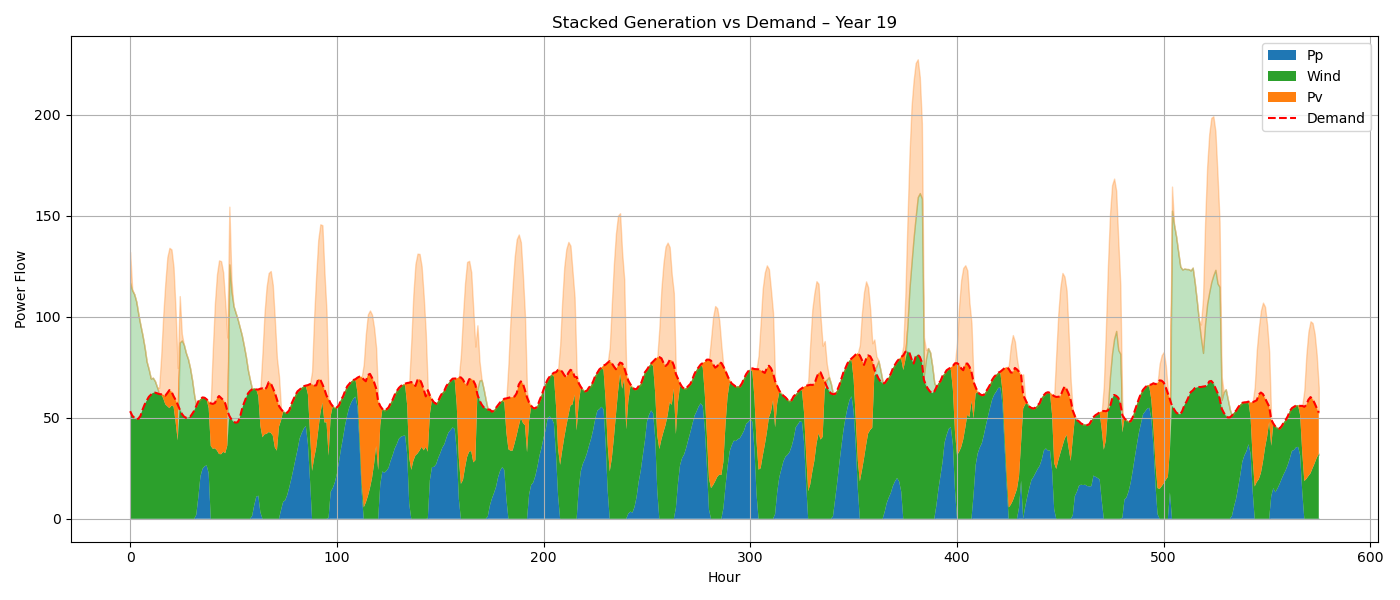 Stacked Generation vs Demand – Year 19
Power Flow
200
150
100
50
0
0 100 200 300 400 500 600
Hour
Pp
Wind
Pv
Demand